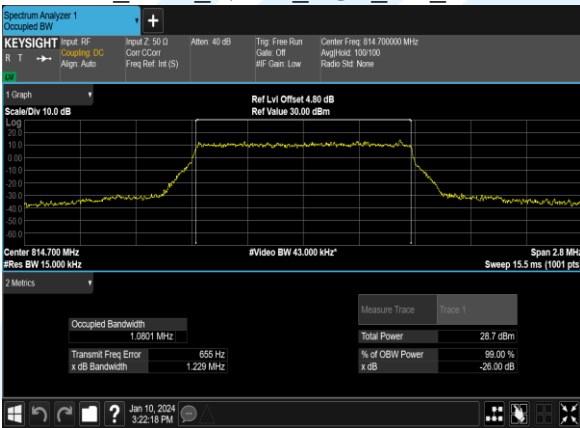 Spectrum Analyzer 1
Occupied BW
KEYSIGHT Input: RF Input Z: 50 Ω Atten: 40 dB Trig: Free Run Center Freq: 814.700000 MHz
R T Coupling: DC Corr CCorr Gate: Off Avg|Hold: 100/100
Align: Auto Freq Ref: Int (S) #IF Gain: Low Radio Std: None
LXI
1 Graph
Ref Lvl Offset 4.80 dB
Scale/Div 10.0 dB Ref Value 30.00 dBm
Log
20.0
10.0
0.00
-10.0
-20.0
-30.0
-40.0
-50.0
-60.0
Center 814.700 MHz #Video BW 43.000 kHz* Span 2.8 MHz
#Res BW 15.000 kHz Sweep 15.5 ms (1001 pts
2 Metrics
Measure Trace Trace 1
Occupied Bandwidth
1.0801 MHz Total Power 28.7 dBm
Transmit Freq Error 655 Hz % of OBW Power 99.00 %
x dB Bandwidth 1.229 MHz x dB -26.00 dB
? Jan 10, 2024
3:22:18 PM